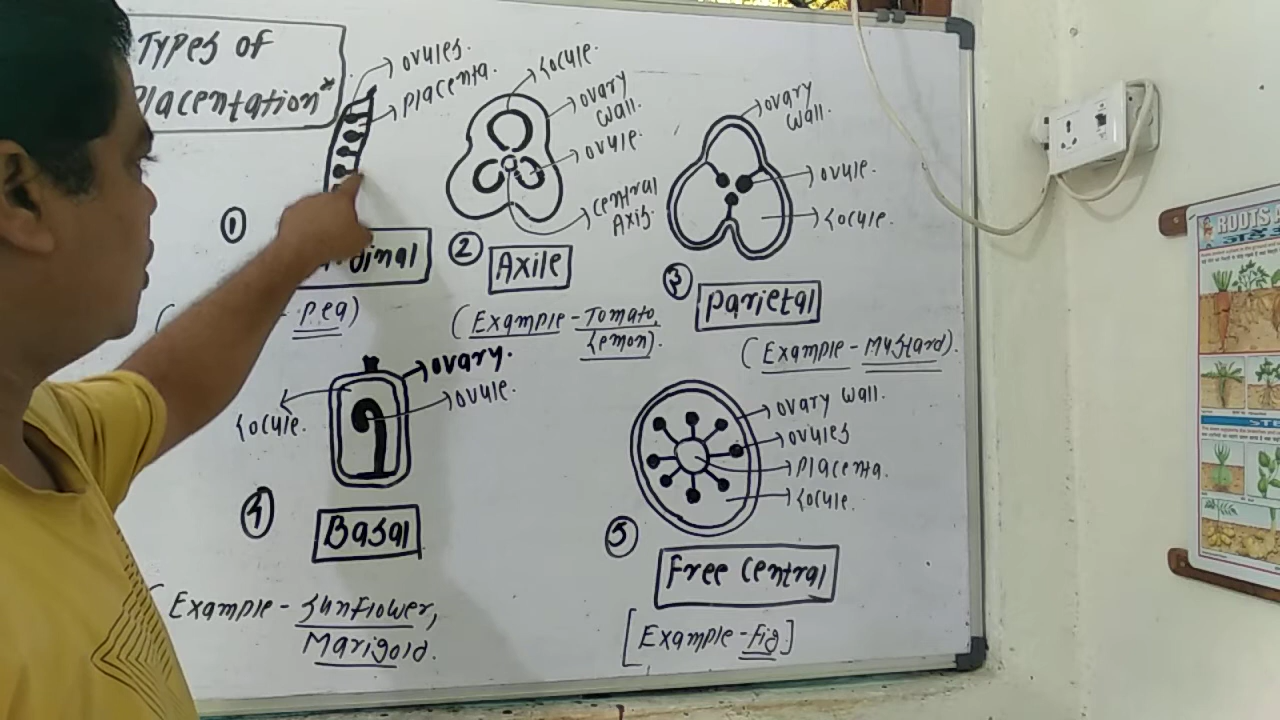 Types of
Placentation*
ovules.
placenta.
①
pea)
Locule.
ovary
wall.
ovule.
central
Axis.
②
Axile
(Example - Tomato,
Lemon).
ovary
wall.
ovule.
Locule.
③
Parietal
(Example - Mustard).
ovary.
ovule.
Locule.
4
Basal
Example - Sunflower,
Marigold.
ovary wall.
ovules
placenta.
Locule.
⑤
Free Central
[Example - Fig]
ROOTS